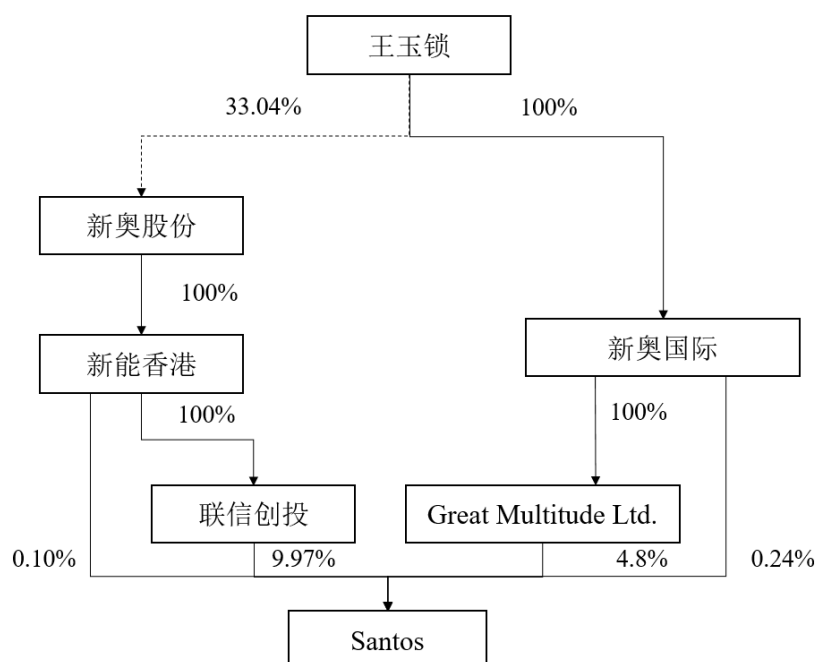 王玉锁
33.04%
100%
新奥股份
100%
新能香港
新奥国际
100%
100%
联信创投
Great Multitude Ltd.
0.10%
9.97%
4.8%
0.24%
Santos